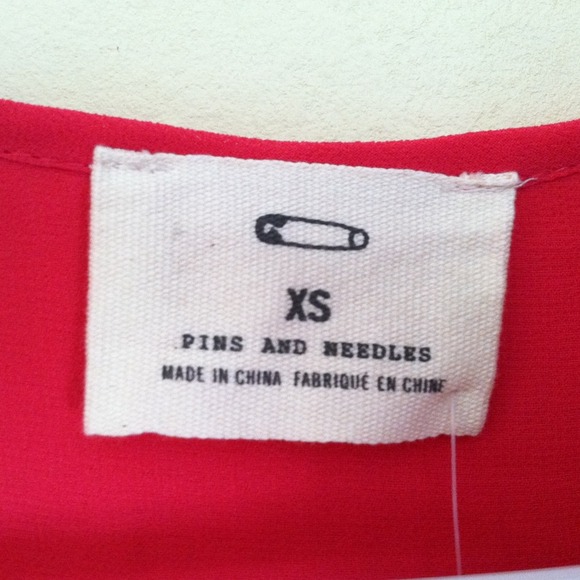 XS
PINS AND NEEDLES
MADE IN CHINA FABRIQUÉ EN CHINE